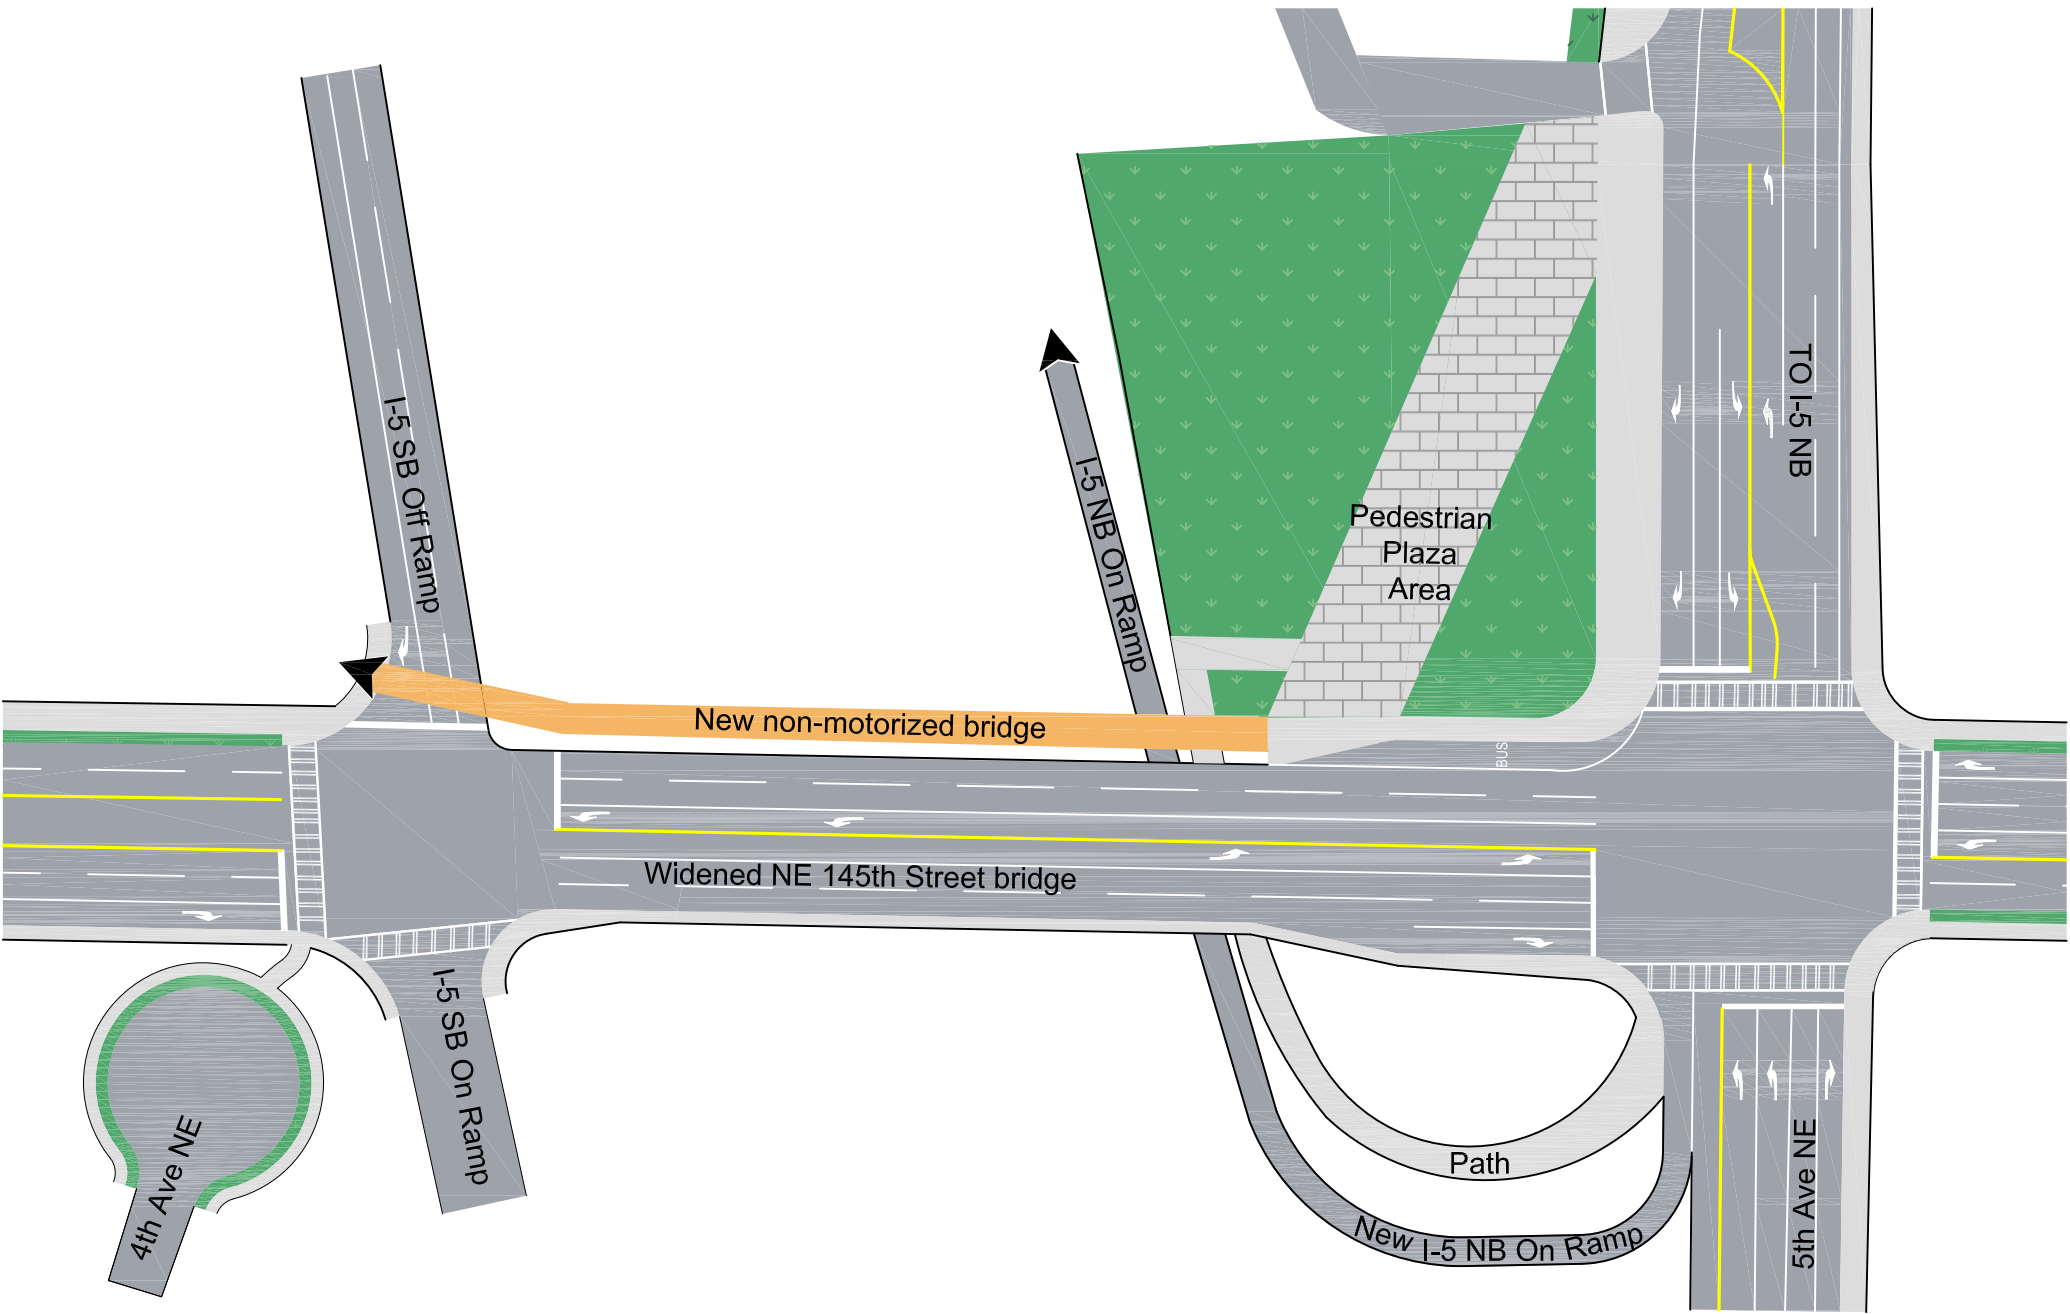 TO I-5 NB
I-5 SB Off Ramp
I-5 NB On Ramp
Pedestrian
Plaza
Area
New non-motorized bridge
BUS
Widened NE 145th Street bridge
I-5 SB On Ramp
4th Ave NE
Path
5th Ave NE
New I-5 NB On Ramp